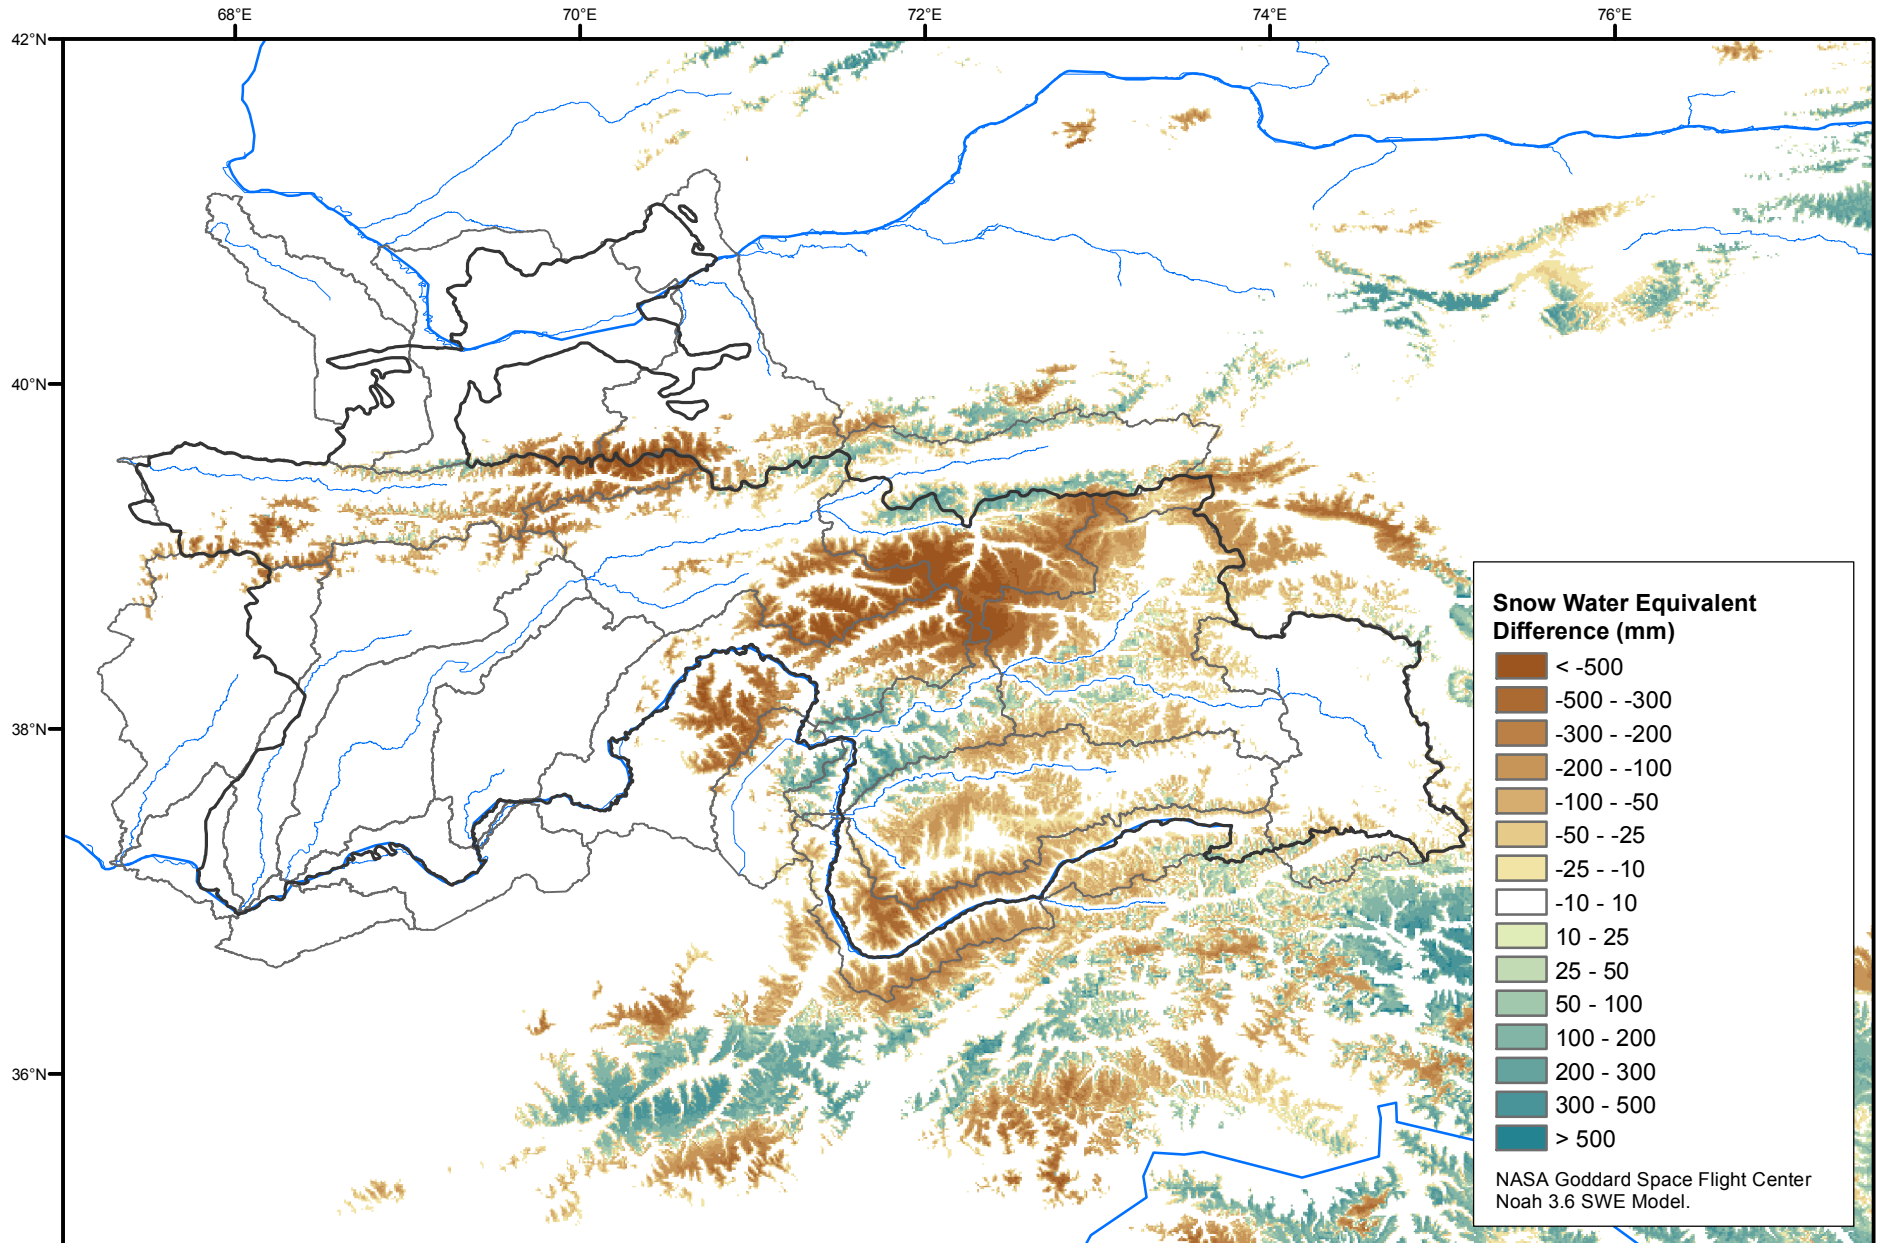 68°E
70°E
72°E
74°E
76°E
42°N
40°N
38°N
36°N
Snow Water Equivalent
Difference (mm)
< -500
-500 - -300
-300 - -200
-200 - -100
-100 - -50
-50 - -25
-25 - -10
-10 - 10
10 - 25
25 - 50
50 - 100
100 - 200
200 - 300
300 - 500
> 500
NASA Goddard Space Flight Center
Noah 3.6 SWE Model.